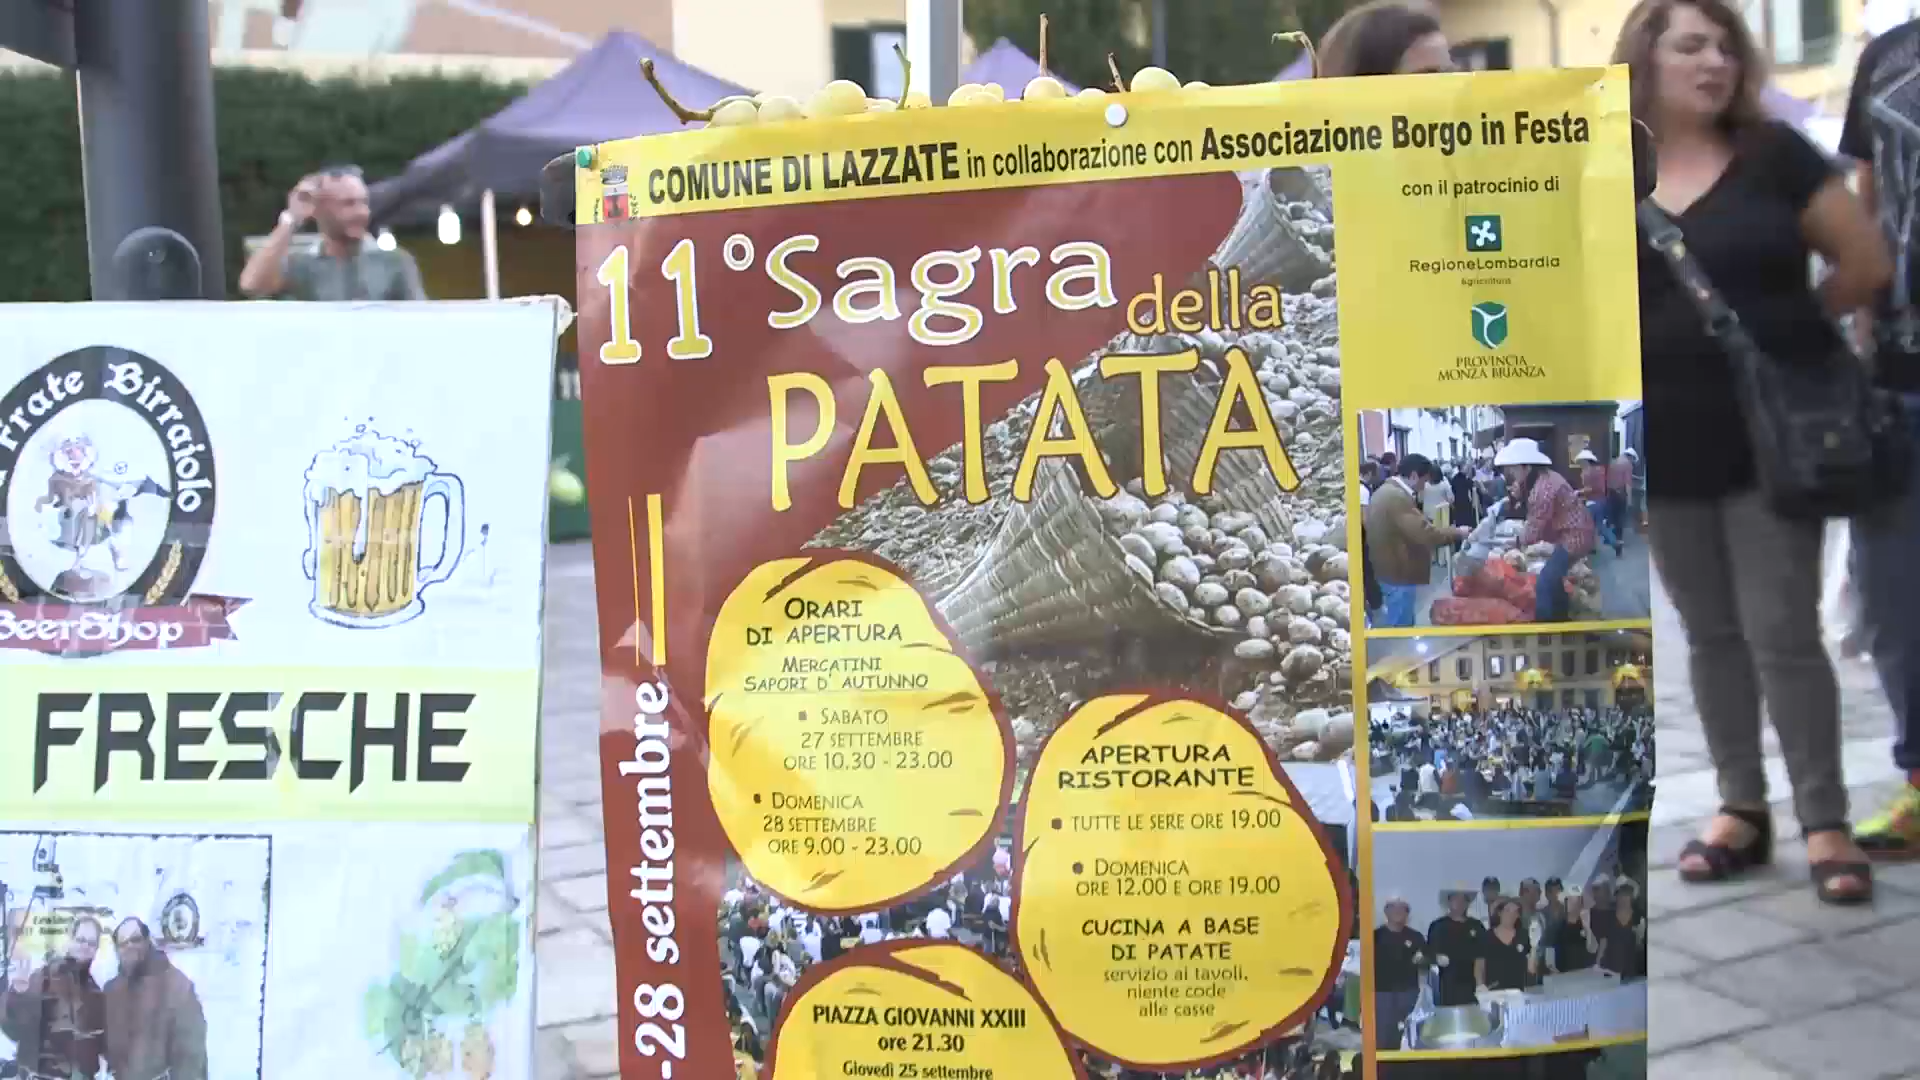 COMUNE DI LAZZATE in collaborazione con Associazione Borgo in Festa
con il patrocinio di
RegioneLombardia
Agricoltura
PROVINCIA
MONZA BRIANZA
11° Sagra della
PATATA
-28 settembre
ORARI
DI APERTURA
MERCATINI
SAPORI D' AUTUNNO
SABATO
27 SETTEMBRE
ORE 10.30 - 23.00
DOMENICA
28 SETTEMBRE
ORE 9.00 - 23.00
APERTURA
RISTORANTE
TUTTE LE SERE ORE 19.00
DOMENICA
ORE 12.00 E ORE 19.00
CUCINA A BASE
DI PATATE
servizio ai tavoli,
niente code
alle casse
PIAZZA GIOVANNI XXIII
ore 21.30
Giovedì 25 settembre
Frate Birraiolo
BeerShop
FRESCHE